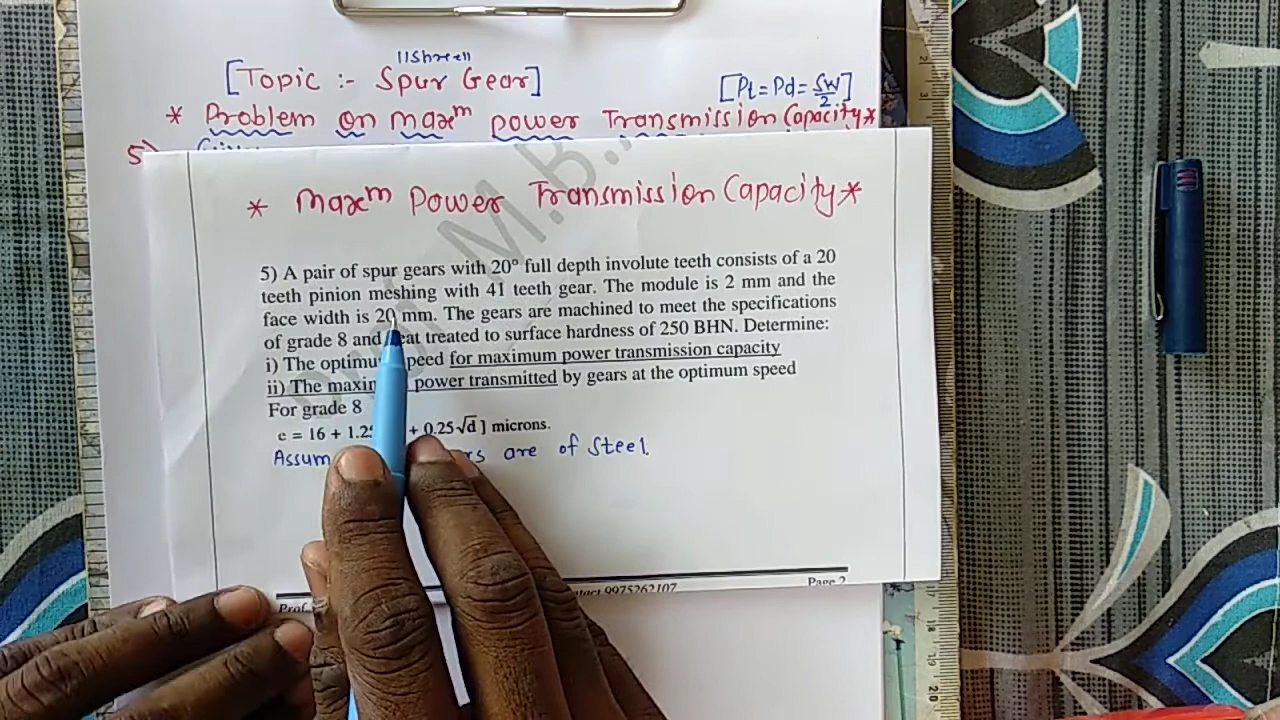 ||Shree||
[Topic :- Spur Gear]
[Pt=Pd=Sw/2]
* Problem on maxm power Transmission Capacity*
5)
* Maxm Power Transmission Capacity*
5) A pair of spur gears with 20° full depth involute teeth consists of a 20
teeth pinion meshing with 41 teeth gear. The module is 2 mm and the
face width is 20 mm. The gears are machined to meet the specifications
of grade 8 and heat treated to surface hardness of 250 BHN. Determine:
i) The optimum speed for maximum power transmission capacity
ii) The maximum power transmitted by gears at the optimum speed
For grade 8
e = 16 + 1.25 + 0.25√d ] microns.
Assum are of steel.
Prof 9975262107 Page 2
M.B.